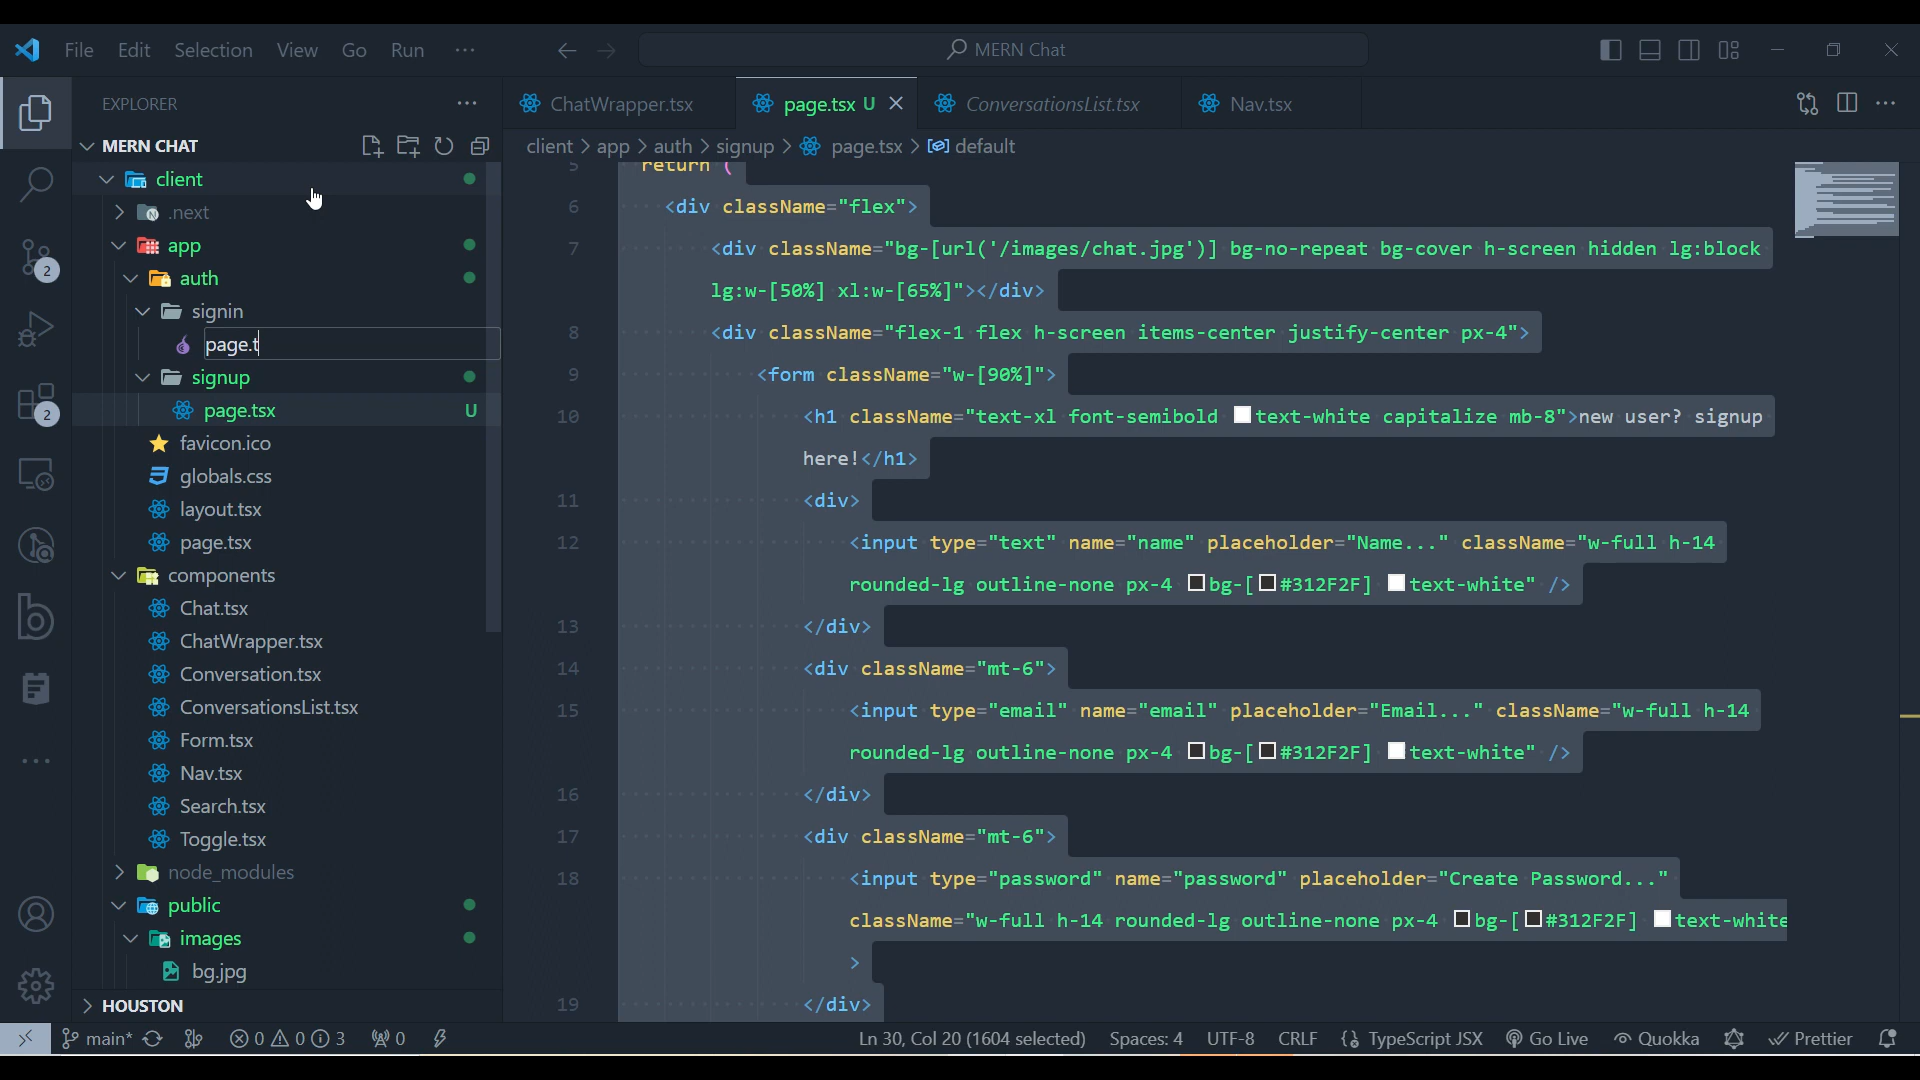 File Edit Selection View Go Run ··· MERN Chat
EXPLORER
MERN CHAT
client
.next
app
auth
signin
page.t
signup
page.tsx U
favicon.ico
globals.css
layout.tsx
page.tsx
components
Chat.tsx
ChatWrapper.tsx
Conversation.tsx
ConversationsList.tsx
Form.tsx
Nav.tsx
Search.tsx
Toggle.tsx
node_modules
public
images
bg.jpg
HOUSTON
2
2
ChatWrapper.tsx page.tsx U ConversationsList.tsx Nav.tsx
client > app > auth > signup > page.tsx > default
5 return (
6 <div className="flex">
7 <div className="bg-[url('/images/chat.jpg')] bg-no-repeat bg-cover h-screen hidden lg:block
lg:w-[50%] xl:w-[65%]"></div>
8 <div className="flex-1 flex h-screen items-center justify-center px-4">
9 <form className="w-[90%]">
10 <h1 className="text-xl font-semibold text-white capitalize mb-8">new user? signup
here!</h1>
11 <div>
12 <input type="text" name="name" placeholder="Name..." className="w-full h-14
rounded-lg outline-none px-4 bg-[#312F2F] text-white" />
13 </div>
14 <div className="mt-6">
15 <input type="email" name="email" placeholder="Email..." className="w-full h-14
rounded-lg outline-none px-4 bg-[#312F2F] text-white" />
16 </div>
17 <div className="mt-6">
18 <input type="password" name="password" placeholder="Create Password..."
className="w-full h-14 rounded-lg outline-none px-4 bg-[#312F2F] text-white
>
19 </div>
main* 0 0 3 0 Ln 30, Col 20 (1604 selected) Spaces: 4 UTF-8 CRLF {} TypeScript JSX Go Live Quokka Prettier